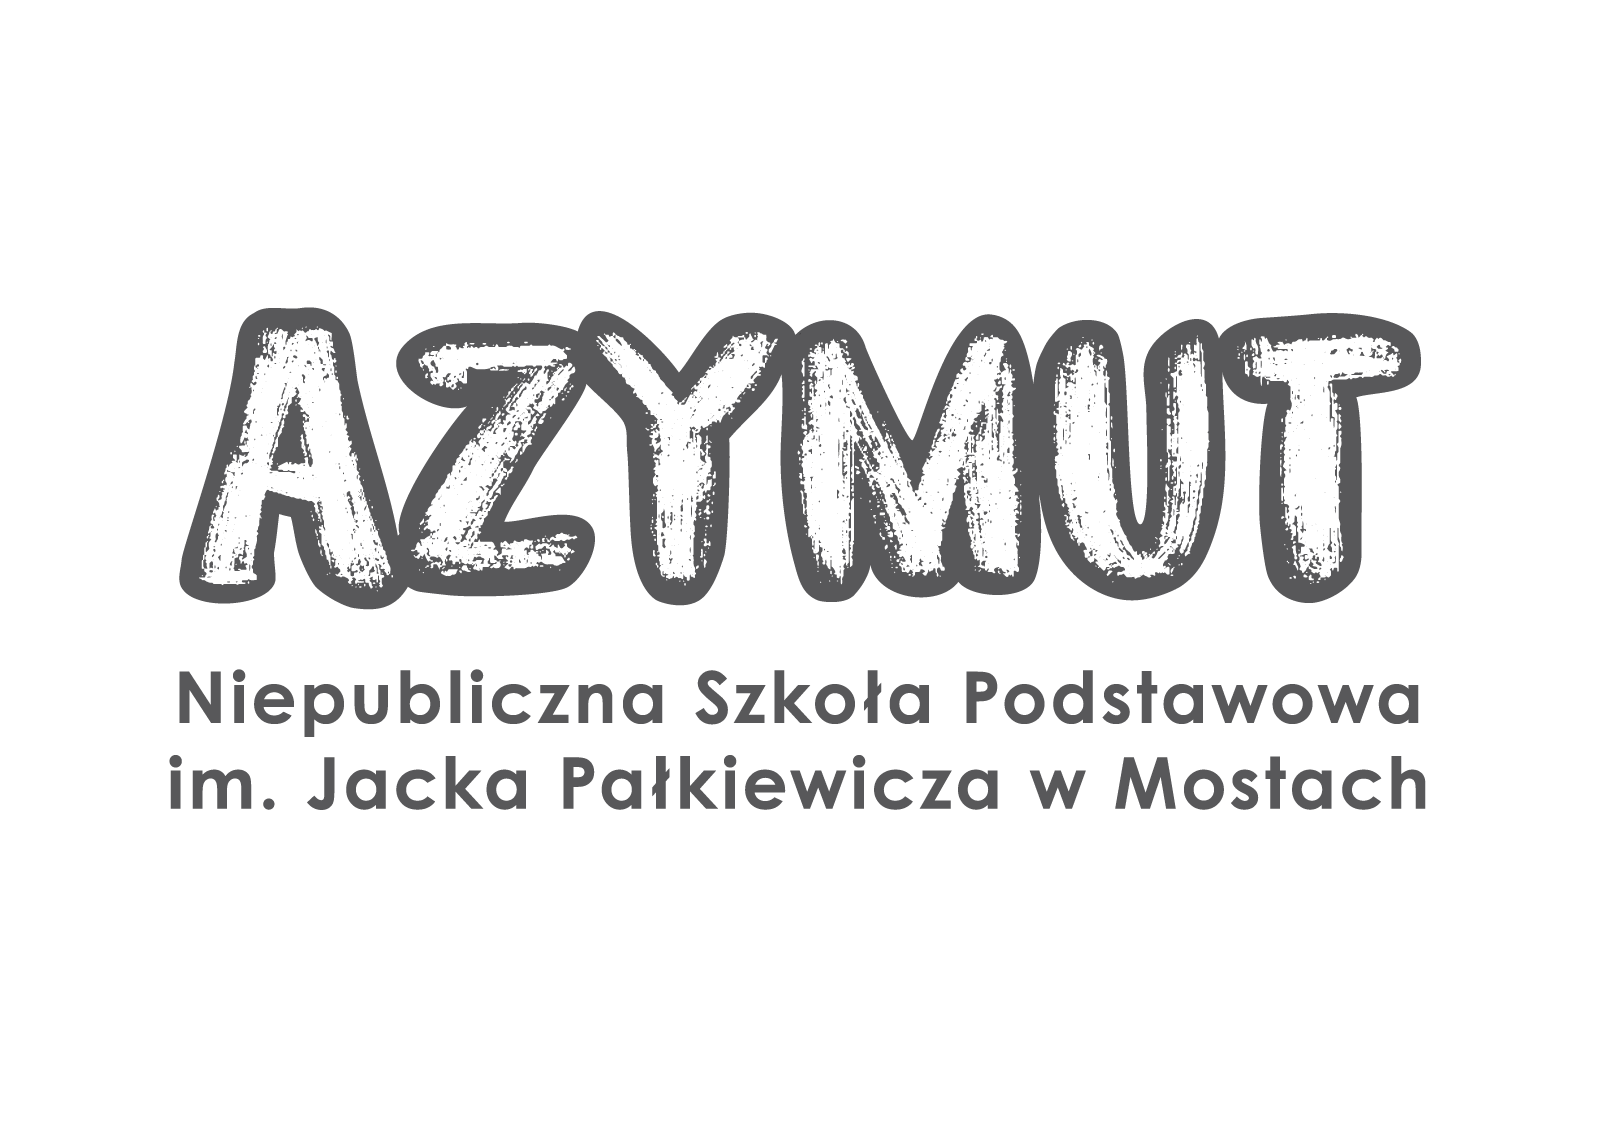 AZYMUT
Niepubliczna Szkoła Podstawowa
im. Jacka Pałkiewicza w Mostach